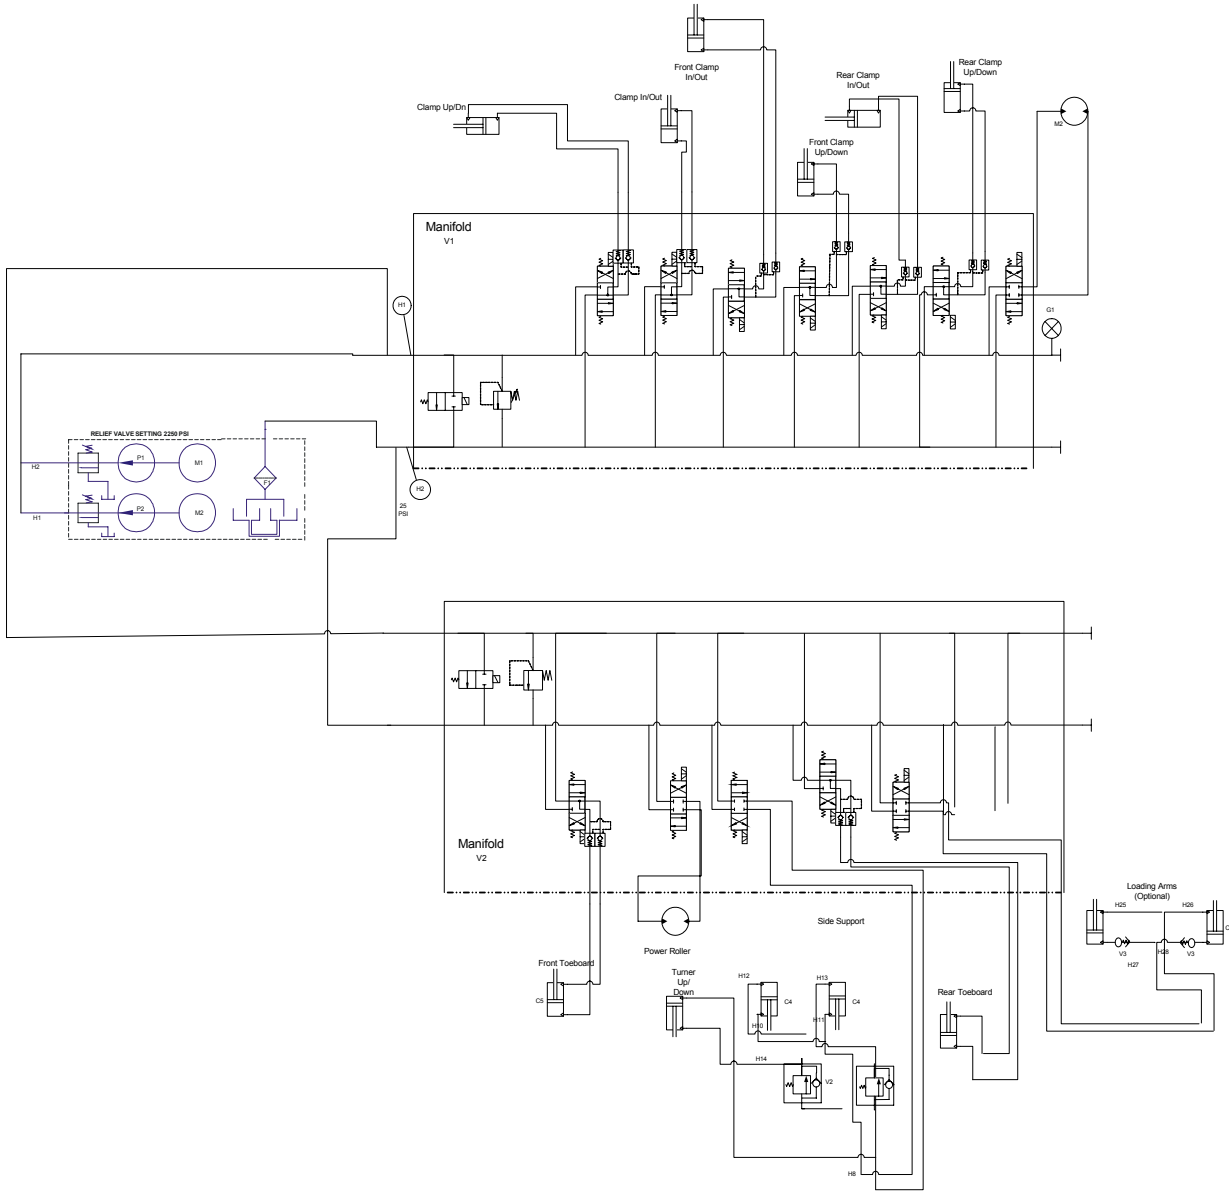 Front Clamp
In/Out
Rear Clamp
Up/Down
Rear Clamp
In/Out
Clamp In/Out
Clamp Up/Dn
M2
Front Clamp
Up/Down
Manifold
V1
H1
G1
RELIEF VALVE SETTING 2250 PSI
H2
P1
M1
F1
H1
P2
M2
H2
25
PSI
Manifold
V2
Loading Arms
(Optional)
H25
H26
Side Support
V3
H28
V3
H27
Power Roller
Front Toeboard
Turner
Up/
Down
H12
H13
Rear Toeboard
C5
C4
C4
H10
H11
H14
V2
H8